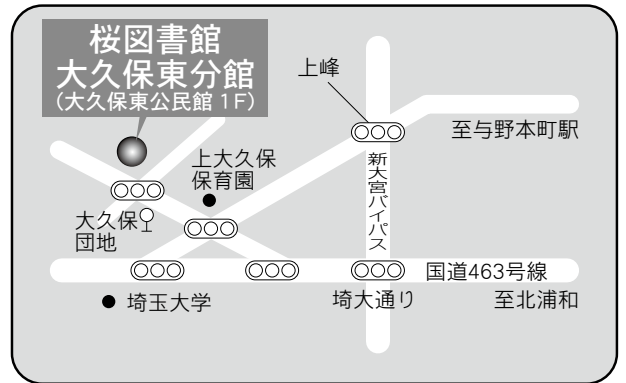 桜図書館
大久保東分館
(大久保東公民館 1F)
上峰
至与野本町駅
上大久保
保育園
新大宮バイパス
大久保
団地
国道463号線
埼玉大学
埼大通り
至北浦和